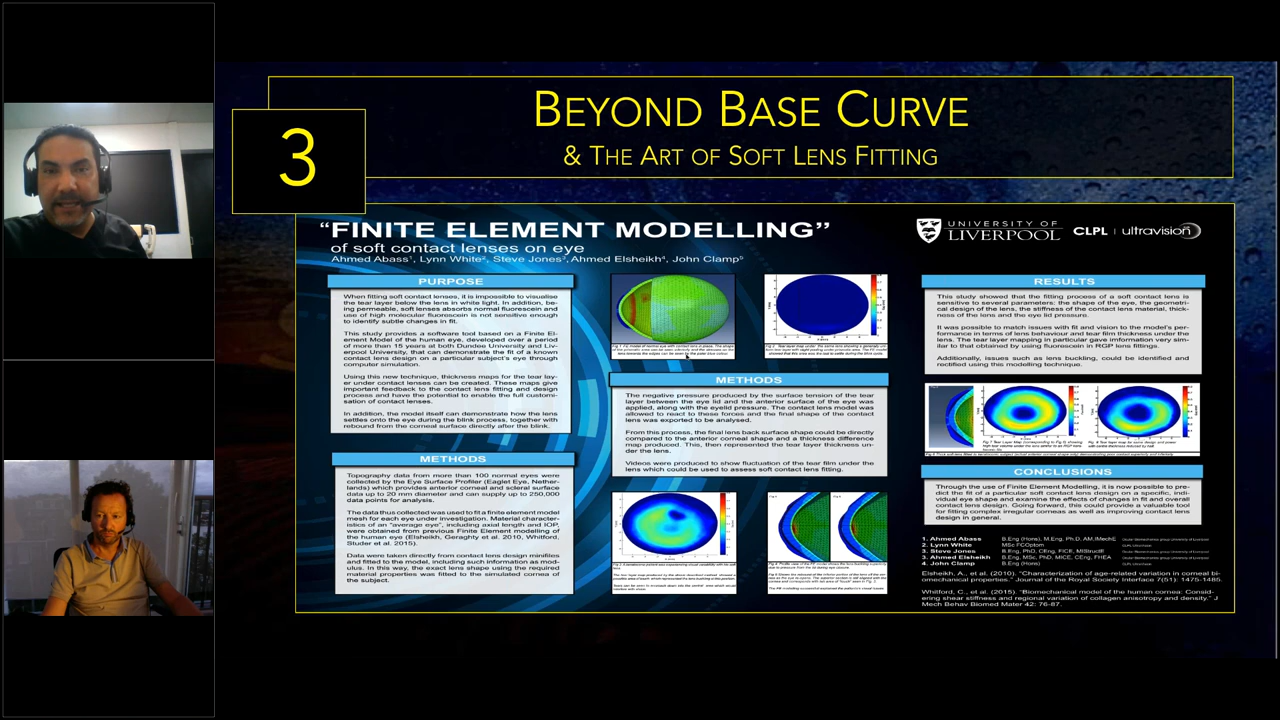 3
BEYOND BASE CURVE
& THE ART OF SOFT LENS FITTING
“FINITE ELEMENT MODELLING”
of soft contact lenses on eye
Ahmed Abass¹, Lynn White², Steve Jones³, Ahmed Elsheikh⁴, John Clamp⁵
UNIVERSITY OF
LIVERPOOL
CLPL | ultravision
PURPOSE
When fitting soft contact lenses, it is impossible to visualise
the tear layer below the lens in white light. In addition, be-
ing permeable, soft lenses absorb normal fluorescein and
use of high molecular fluorescein is not sensitive enough
to identify subtle changes in fit.
This study provides a software tool based on a Finite El-
ement Model of the human eye, developed over a period
of more than 15 years at both Dundee University and Liv-
erpool University, that can demonstrate the fit of a known
contact lens design on a particular subject's eye through
computer simulation.
Using this new technique, thickness maps for the tear lay-
er under contact lenses can be created. These maps give
important feedback to the contact lens fitting and design
process and have the potential to enable the full customi-
sation of contact lenses.
In addition, the model itself can demonstrate how the lens
settles onto the eye during the blink process, together with
rebound from the corneal surface directly after the blink.
METHODS
Topography data from more than 100 normal eyes were
collected by the Eye Surface Profiler (Eaglet Eye, Nether-
lands) which provides anterior corneal and scleral surface
data up to 20 mm diameter and can supply up to 250,000
data points for analysis.
The data thus collected was used to fit a finite element model
mesh for each eye under investigation. Material character-
istics of an “average eye”, including axial length and IOP,
were obtained from previous Finite Element modelling of
the human eye (Elsheikh, Geraghty et al. 2010, Whitford,
Studer et al. 2015).
Data were taken directly from contact lens design minifiles
and fitted to the model, including such information as mod-
ulus. In this way, the exact lens shape using the required
material properties was fitted to the simulated cornea of
the subject.
METHODS
The negative pressure produced by the surface tension of the tear
layer between the eye lid and the anterior surface of the eye was
applied, along with the eyelid pressure. The contact lens model was
allowed to react to these forces and the final shape of the contact
lens was exported to be analysed.
From this process, the final lens back surface shape could be directly
compared to the anterior corneal shape and a thickness difference
map produced. This, then represented the tear layer thickness un-
der the lens.
Videos were produced to show fluctuation of the tear film under the
lens which could be used to assess soft contact lens fitting.
RESULTS
This study showed that the fitting process of a soft contact lens is
sensitive to several parameters: the shape of the eye, the geometri-
cal design of the lens, the stiffness of the contact lens material, thick-
ness of the lens and the eye lid pressure.
It was possible to match issues with fit and vision to the model's per-
formance in terms of lens behaviour and tear film thickness under the
lens. The tear layer mapping in particular gave information very simi-
lar to that obtained by using fluorescein in RGP lens fittings.
Additionally, issues such as lens buckling, could be identified and
rectified using this modelling technique.
CONCLUSIONS
Through the use of Finite Element Modelling, it is now possible to pre-
dict the fit of a particular soft contact lens design on a specific, indi-
vidual eye shape and examine the effects of changes in fit and overall
contact lens design. Going forward, this could provide a valuable tool
for fitting complex irregular corneas as well as improving contact lens
design in general.
1. Ahmed Abass B.Eng (Hons), M.Eng, Ph.D, AM.IMechE
2. Lynn White MSc FCOptom
3. Steve Jones B.Eng, PhD, CEng, FICE, MIStructE
3. Ahmed Elsheikh B.Eng, MSc, PhD, MICE, CEng, FHEA
4. John Clamp B.Eng (Hons)
Elsheikh, A., et al. (2010). “Characterization of age-related variation in corneal bi-
omechanical properties.” Journal of the Royal Society Interface 7(51): 1475-1485.
Whitford, C., et al. (2015). “Biomechanical model of the human cornea: Consid-
ering shear stiffness and regional variation of collagen anisotropy and density.” J
Mech Behav Biomed Mater 42: 76-87.